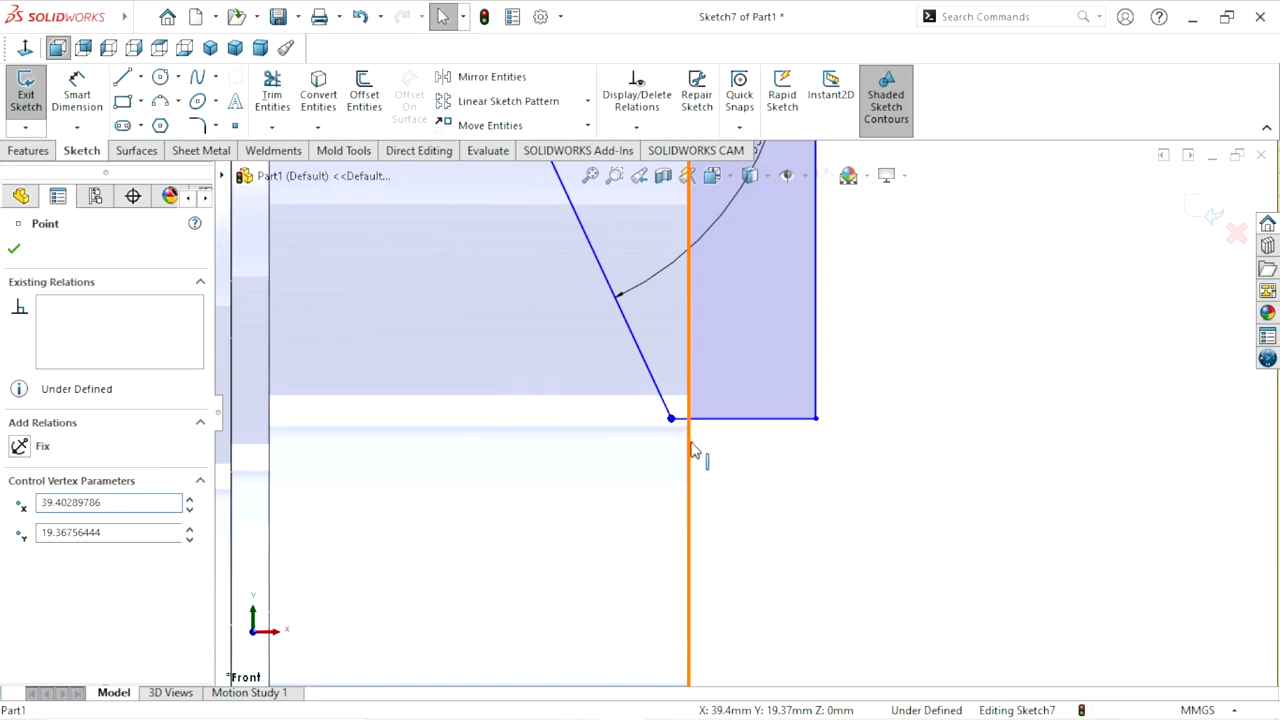 SOLIDWORKS
Sketch7 of Part1 *
Search Commands
Exit
Sketch
Smart
Dimension
Trim
Entities
Convert
Entities
Offset
Entities
Offset
On
Surface
Mirror Entities
Linear Sketch Pattern
Move Entities
Display/Delete
Relations
Repair
Sketch
Quick
Snaps
Rapid
Sketch
Instant2D
Shaded
Sketch
Contours
Features
Sketch
Surfaces
Sheet Metal
Weldments
Mold Tools
Direct Editing
Evaluate
SOLIDWORKS Add-Ins
SOLIDWORKS CAM
Part1 (Default) <<Default...
Point
Existing Relations
Under Defined
Add Relations
Fix
Control Vertex Parameters
X
39.40289786
Y
19.36756444
Y
X
*Front
Model
3D Views
Motion Study 1
Part1
X: 39.4mm Y: 19.37mm Z: 0mm
Under Defined
Editing Sketch7
MMGS